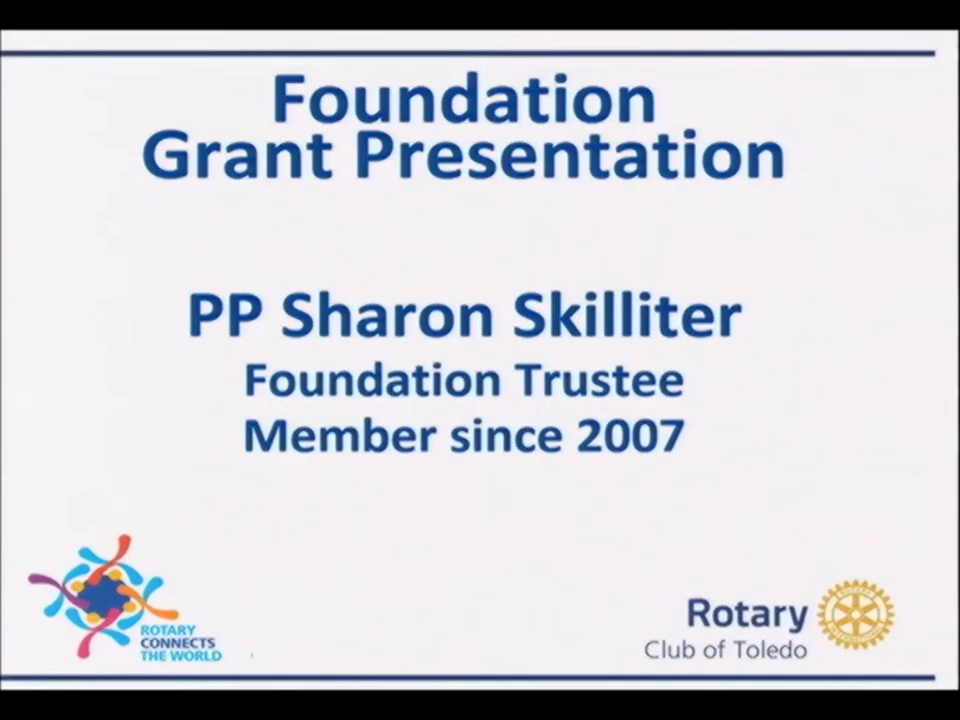 Foundation
Grant Presentation
PP Sharon Skilliter
Foundation Trustee
Member since 2007
ROTARY
CONNECTS
THE WORLD
Rotary
Club of Toledo